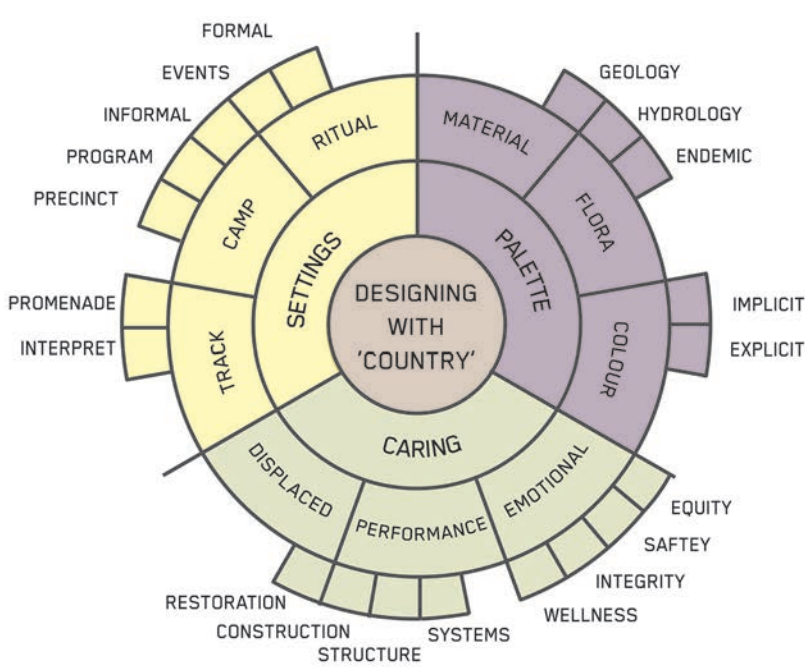 FORMAL
EVENTS
INFORMAL
PROGRAM
PRECINCT
PROMENADE
INTERPRET
RITUAL
CAMP
TRACK
SETTINGS
MATERIAL
FLORA
COLOUR
PALETTE
GEOLOGY
HYDROLOGY
ENDEMIC
IMPLICIT
EXPLICIT
DESIGNING
WITH
'COUNTRY'
CARING
DISPLACED
PERFORMANCE
EMOTIONAL
EQUITY
SAFTEY
INTEGRITY
WELLNESS
RESTORATION
CONSTRUCTION
STRUCTURE
SYSTEMS